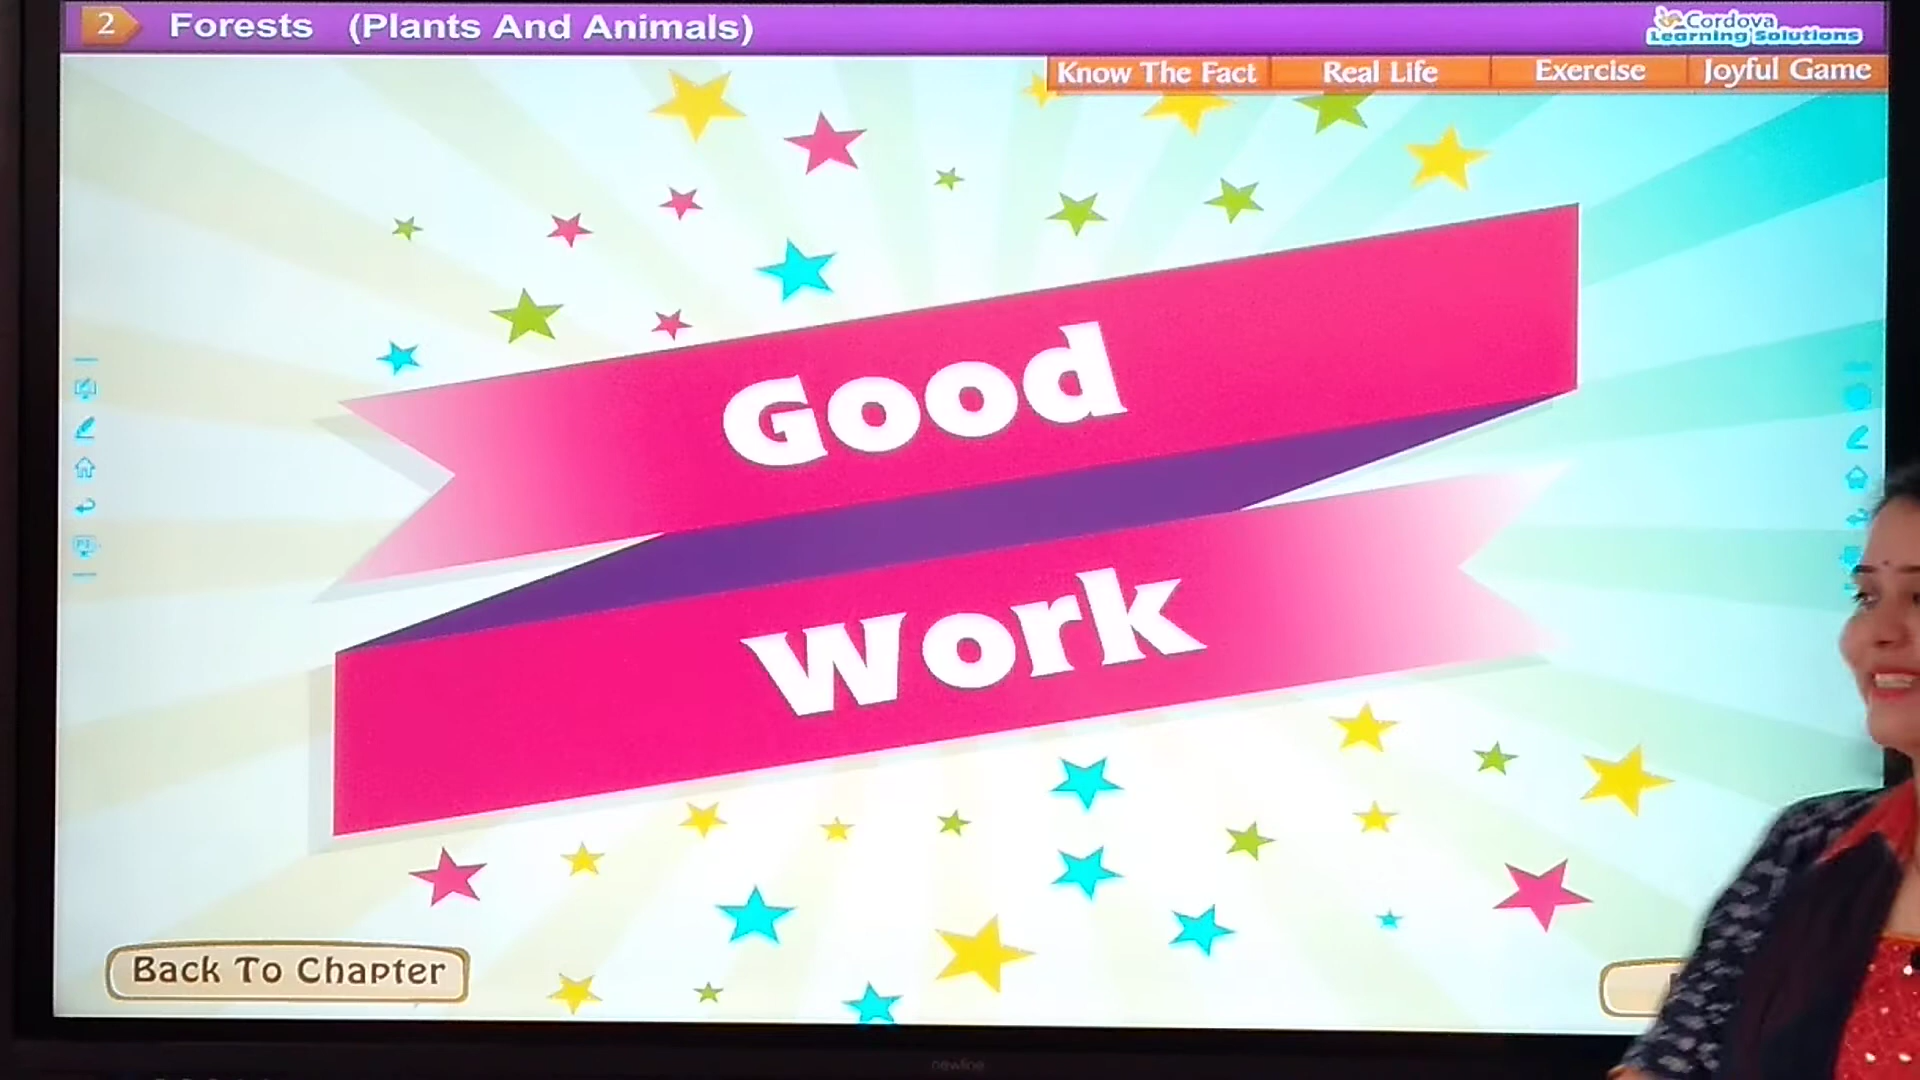 2 Forests (Plants And Animals)
Cordova
Learning Solutions
Know The Fact Real Life Exercise Joyful Game
Good
Work
Back To Chapter
newline